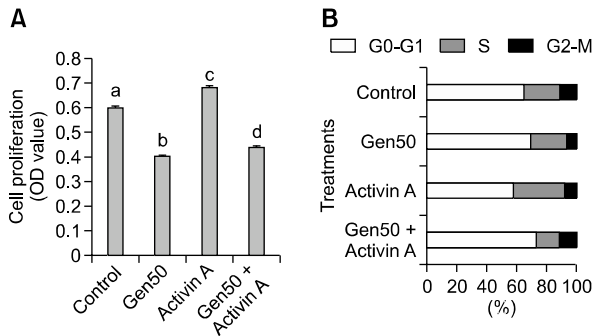 A
Cell proliferation
(OD value)
0.8
0.7
0.6
0.5
0.4
0.3
0.2
0.1
0
a
b
c
d
Control
Gen50
Activin A
Gen50 +
Activin A
B
G0-G1 S G2-M
Treatments
Control
Gen50
Activin A
Gen50 +
Activin A
0 20 40 60 80 100
(%)